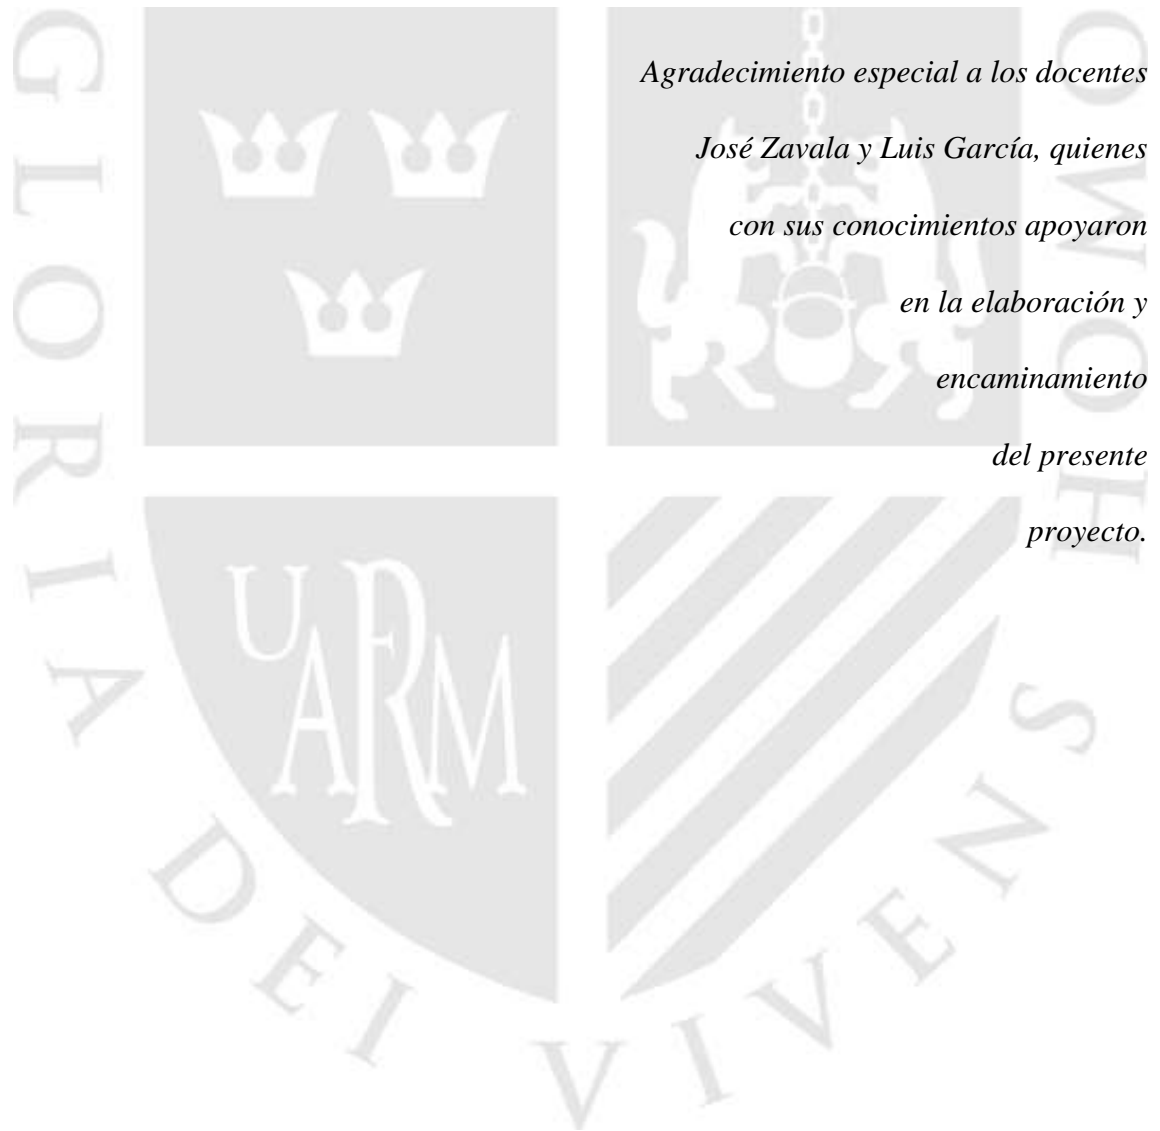 Agradecimiento especial a los docentes
José Zavala y Luis García, quienes
con sus conocimientos apoyaron
en la elaboración y
encaminamiento
del presente
proyecto.
GLORIA DEI VIVENS HOMO
UARM